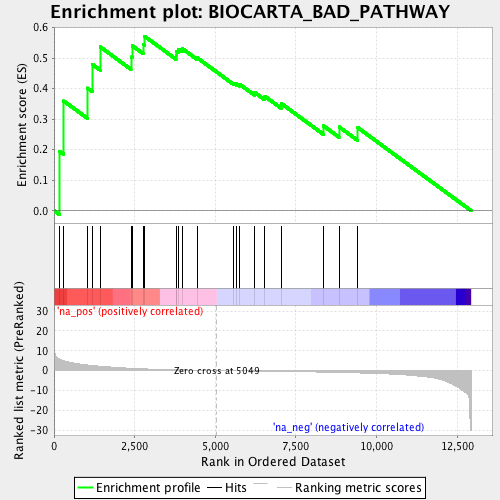 Enrichment plot: BIOCARTA_BAD_PATHWAY
Enrichment score (ES)
0.6
0.5
0.4
0.3
0.2
0.1
0.0
'na_pos' (positively correlated)
Ranked list metric (PreRanked)
30
20
10
0
-10
-20
-30
Zero cross at 5049
'na_neg' (negatively correlated)
0
2,500
5,000
7,500
10,000
12,500
Rank in Ordered Dataset
Enrichment profile
Hits
Ranking metric scores